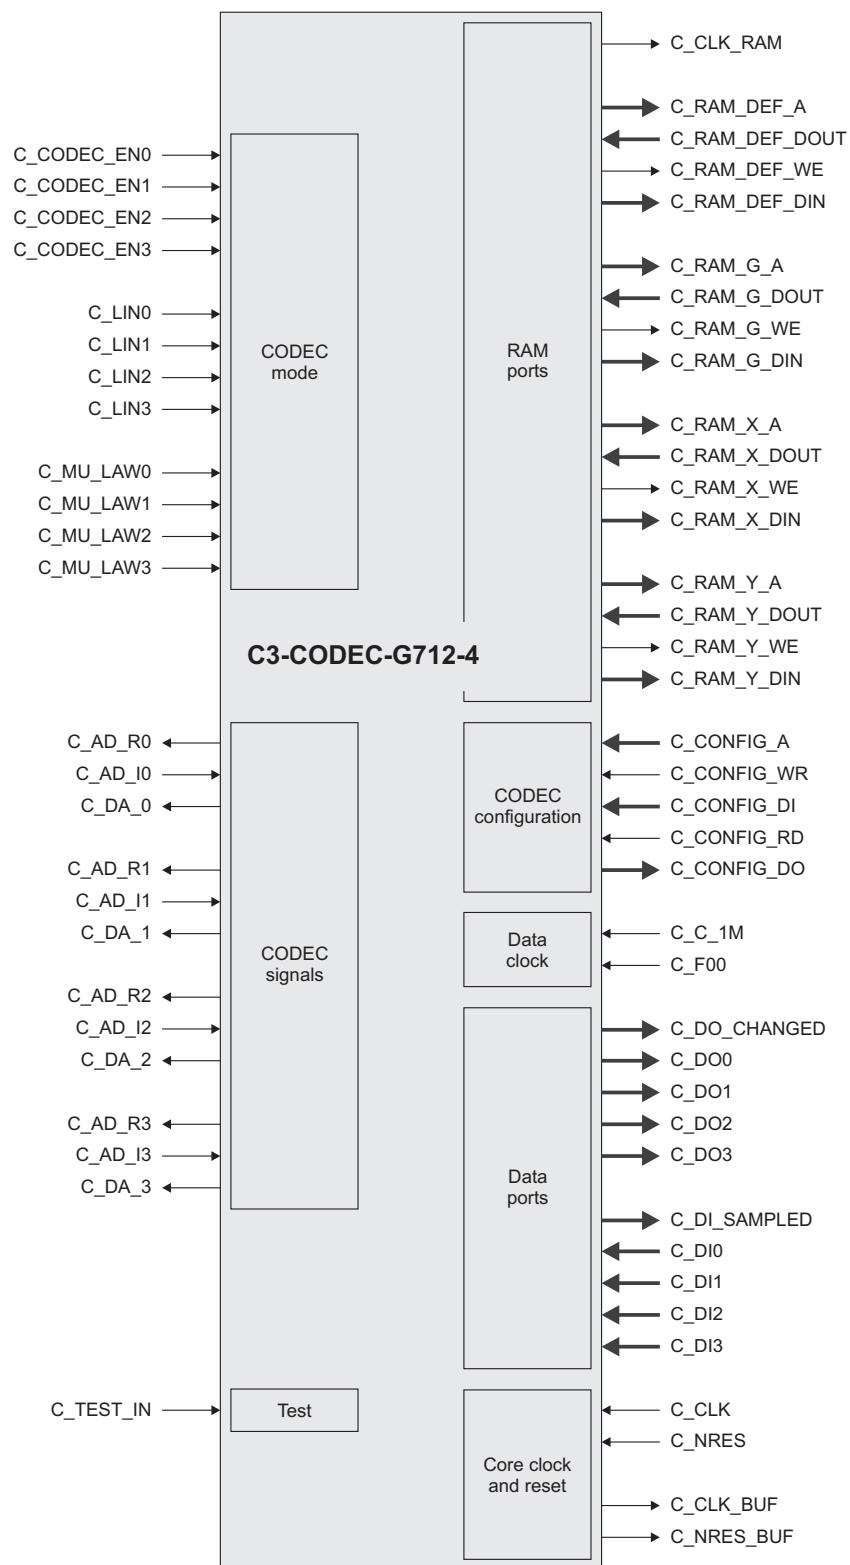 C_CLK_RAM
C_RAM_DEF_A
C_RAM_DEF_DOUT
C_RAM_DEF_WE
C_RAM_DEF_DIN
C_RAM_G_A
C_RAM_G_DOUT
C_RAM_G_WE
C_RAM_G_DIN
C_RAM_X_A
C_RAM_X_DOUT
C_RAM_X_WE
C_RAM_X_DIN
C_RAM_Y_A
C_RAM_Y_DOUT
C_RAM_Y_WE
C_RAM_Y_DIN
RAM
ports
C_CODEC_EN0
C_CODEC_EN1
C_CODEC_EN2
C_CODEC_EN3
C_LIN0
C_LIN1
C_LIN2
C_LIN3
C_MU_LAW0
C_MU_LAW1
C_MU_LAW2
C_MU_LAW3
CODEC
mode
C3-CODEC-G712-4
C_AD_R0
C_AD_I0
C_DA_0
C_AD_R1
C_AD_I1
C_DA_1
C_AD_R2
C_AD_I2
C_DA_2
C_AD_R3
C_AD_I3
C_DA_3
CODEC
signals
CODEC
configuration
C_CONFIG_A
C_CONFIG_WR
C_CONFIG_DI
C_CONFIG_RD
C_CONFIG_DO
Data
clock
C_C_1M
C_F00
Data
ports
C_DO_CHANGED
C_DO0
C_DO1
C_DO2
C_DO3
C_DI_SAMPLED
C_DI0
C_DI1
C_DI2
C_DI3
C_TEST_IN
Test
Core clock
and reset
C_CLK
C_NRES
C_CLK_BUF
C_NRES_BUF